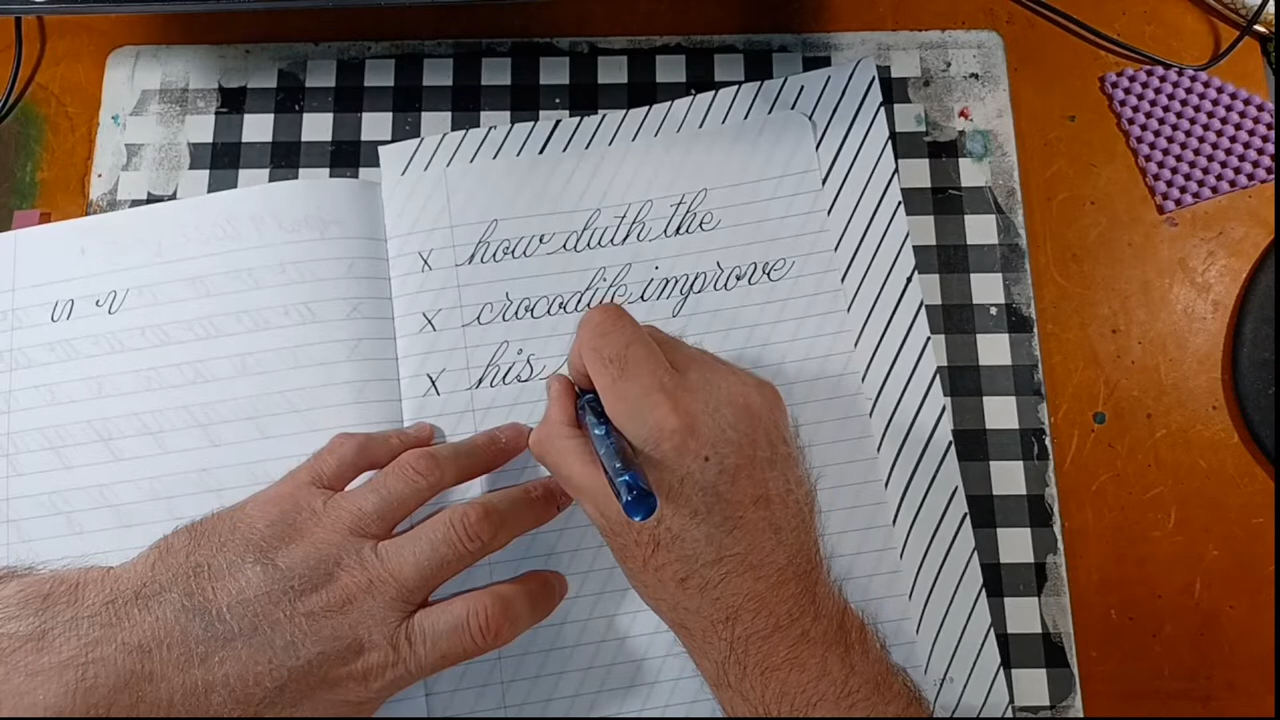 s r
x how duth the
x crocodile improve
x his